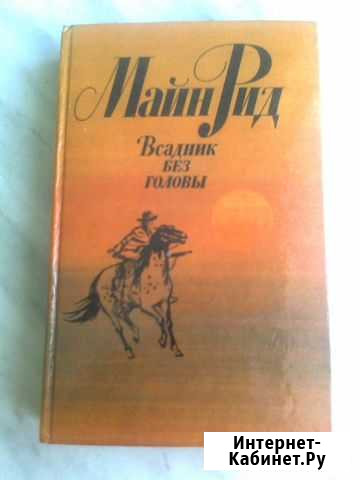 Майн Рид
Всадник
без
головы
Интернет-
Кабинет.Ру